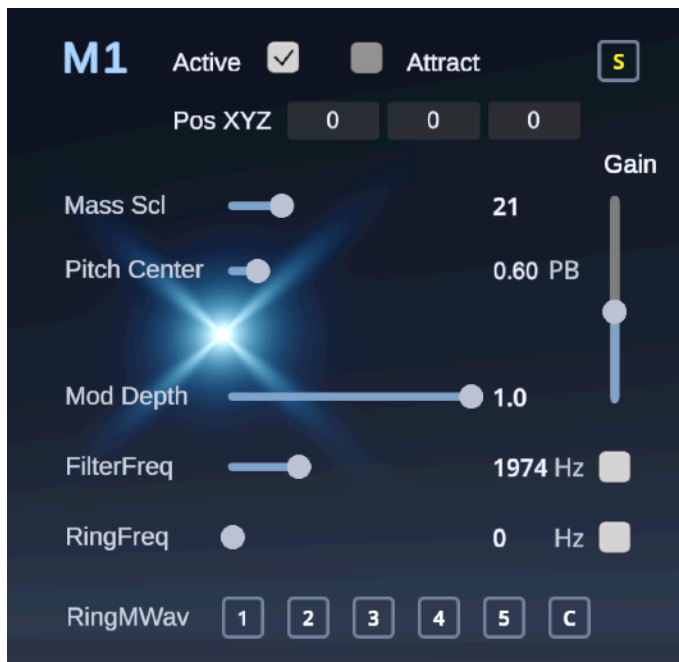 M1 Active Attract S
Pos XYZ 0 0 0
Gain
Mass Scl 21
Pitch Center 0.60 PB
Mod Depth 1.0
FilterFreq 1974 Hz
RingFreq 0 Hz
RingMWav 1 2 3 4 5 C